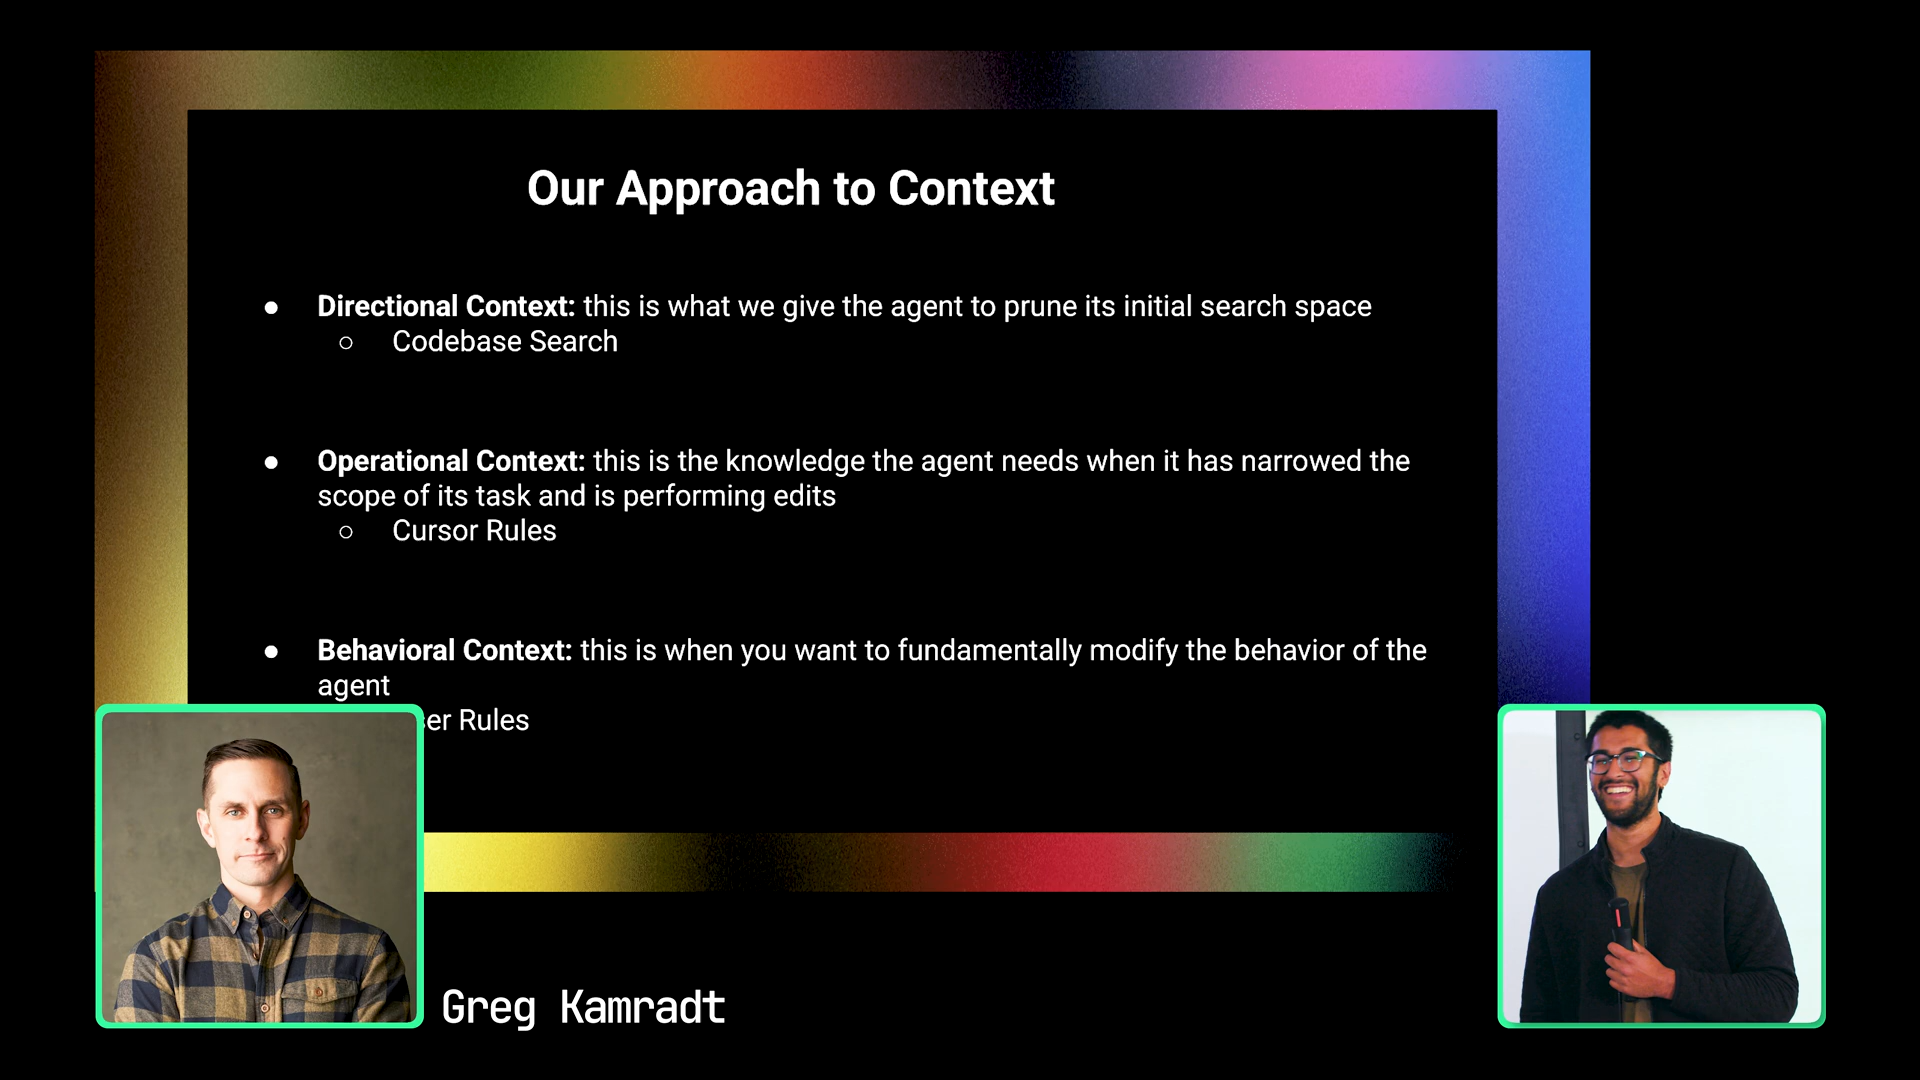 Our Approach to Context
● Directional Context: this is what we give the agent to prune its initial search space
○ Codebase Search
● Operational Context: this is the knowledge the agent needs when it has narrowed the
scope of its task and is performing edits
○ Cursor Rules
● Behavioral Context: this is when you want to fundamentally modify the behavior of the
agent
Rules
Greg Kamradt